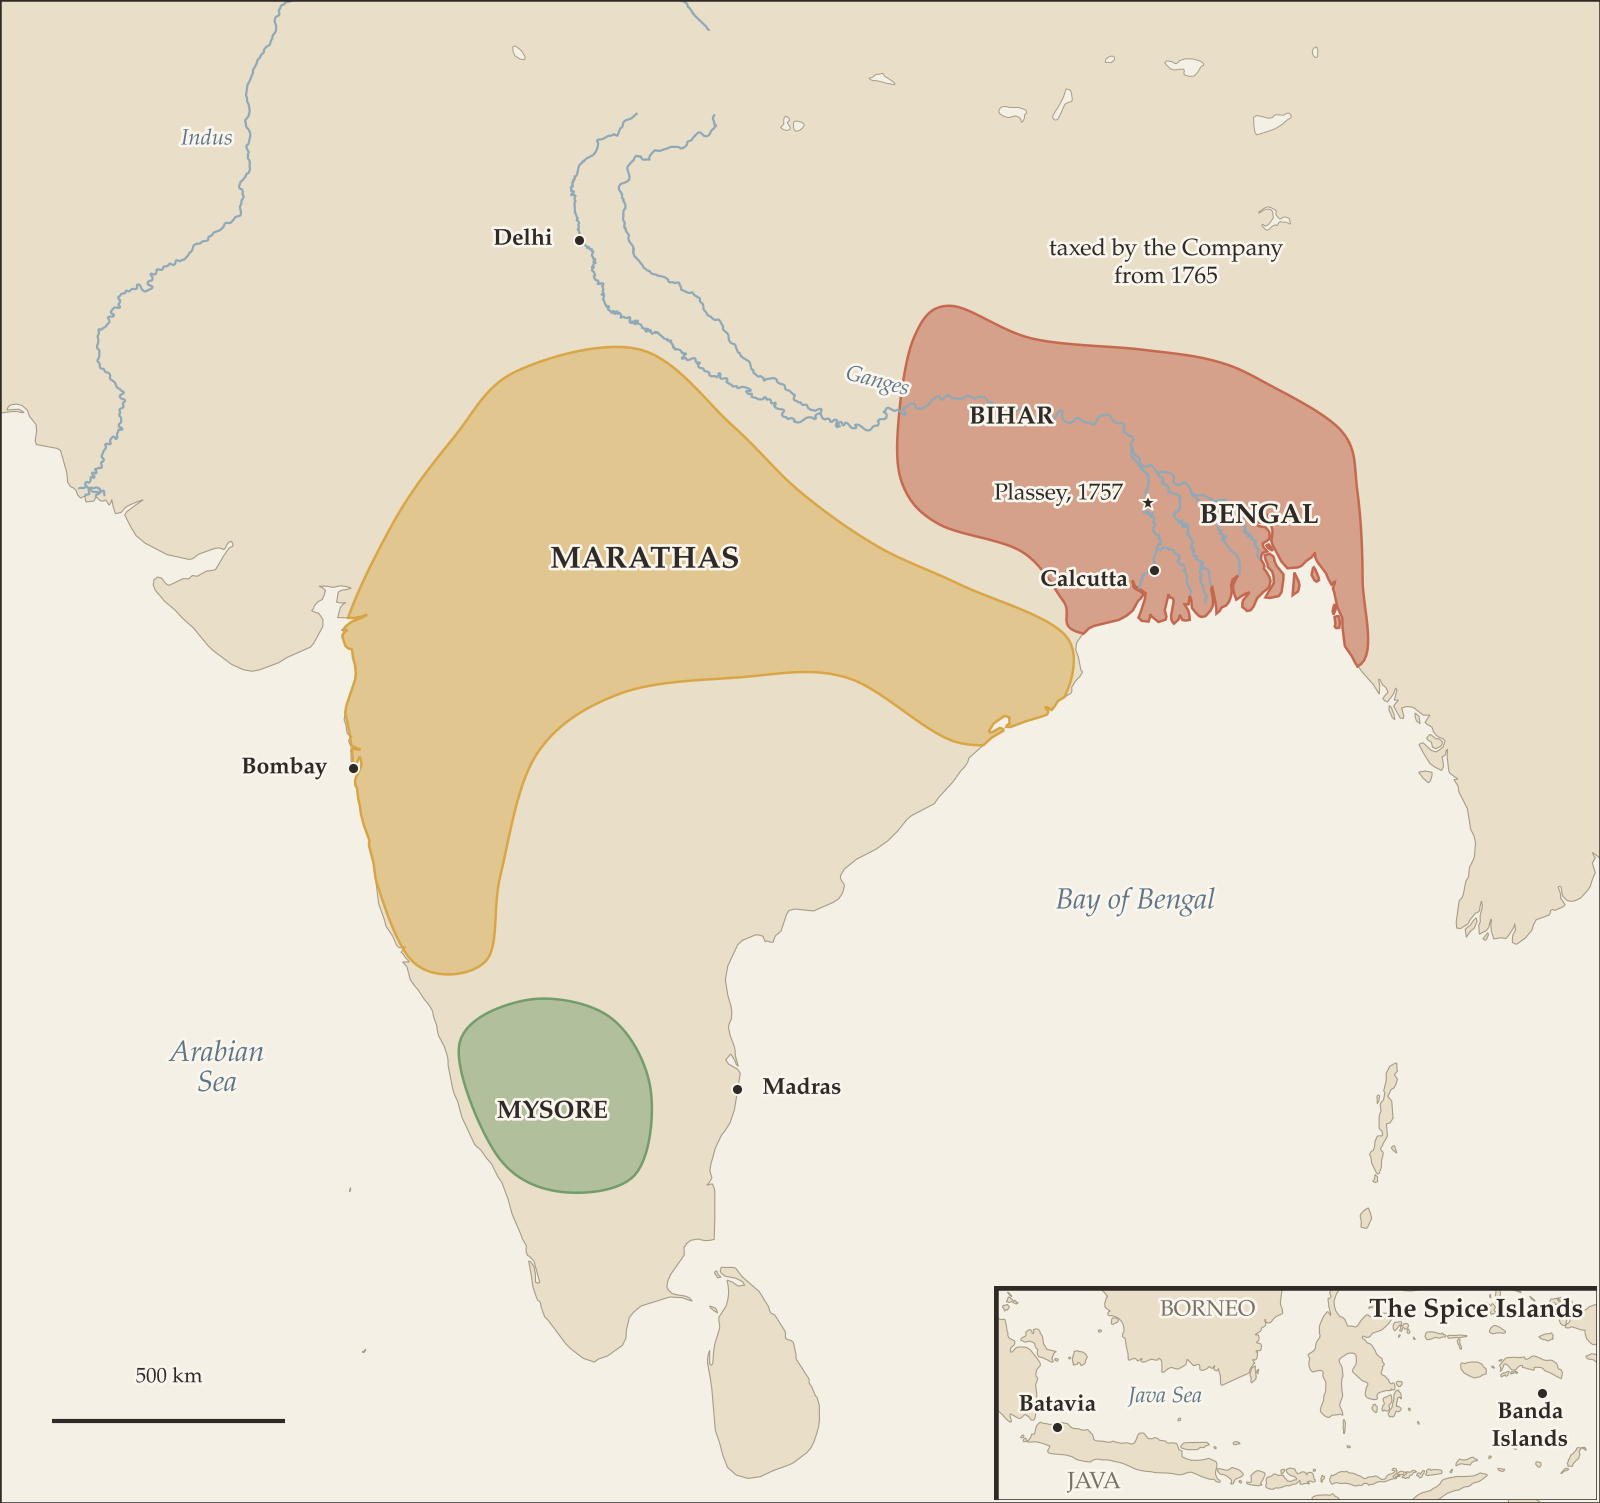 Indus
Delhi
taxed by the Company
from 1765
Ganges
BIHAR
Plassey, 1757
BENGAL
MARATHAS
Calcutta
Bombay
Bay of Bengal
Arabian
Sea
MYSORE
Madras
500 km
BORNEO
The Spice Islands
Java Sea
Batavia
Banda
Islands
JAVA